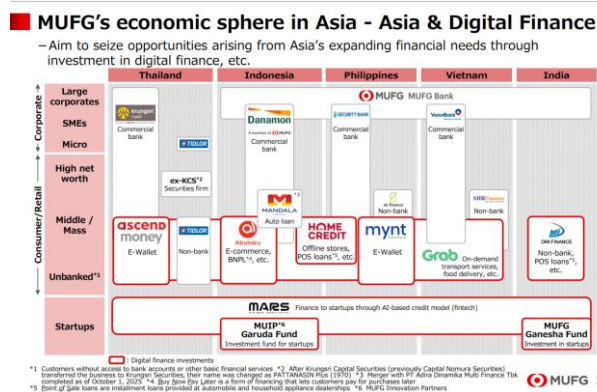 MUFG's economic sphere in Asia - Asia & Digital Finance
–Aim to seize opportunities arising from Asia's expanding financial needs through
investment in digital finance, etc.
Thailand Indonesia Philippines Vietnam India
Corporate
Large
corporates
SMEs
Micro
Consumer/Retail
High net
worth
Middle /
Mass
Unbanked*1
Startups
MUFG MUFG Bank
krungsri
Commercial
bank
TIDLOR
ex-KCS*2
Securities firm
ascend
money
E-Wallet
TIDLOR
Non-bank
Danamon
A member of MUFG
Commercial
bank
*3
MANDALA
Auto loan
Akulaku
E-commerce,
BNPL*4, etc.
HOME
CREDIT
Offline stores,
POS loans*5, etc.
SECURITY BANK
Commercial
bank
Non-bank
mynt
E-Wallet
VietinBank
Commercial
bank
SHBFinance
Non-bank
Grab
On-demand
transport services,
food delivery, etc.
DMI FINANCE
Non-bank,
POS loans*5,
etc.
MARS Finance to startups through AI-based credit model (fintech)
MUIP*6
Garuda Fund
Investment fund for startups
MUFG
Ganesha Fund
Investment in startups
: Digital finance investments
*1 Customers without access to bank accounts or other basic financial services *2 After Krungsri Capital Securities (previously Capital Nomura Securities)
transferred the business to Krungsri Securities, their name was changed as PATTANASIN Plus (1970) *3 Merger with PT Adira Dinamika Multi Finance Tbk
completed as of October 1, 2025 *4 Buy Now Pay Later is a form of financing that lets customers pay for purchases later
*5 Point of Sale loans are installment loans provided at automobile and household appliance dealerships *6 MUFG Innovation Partners
MUFG